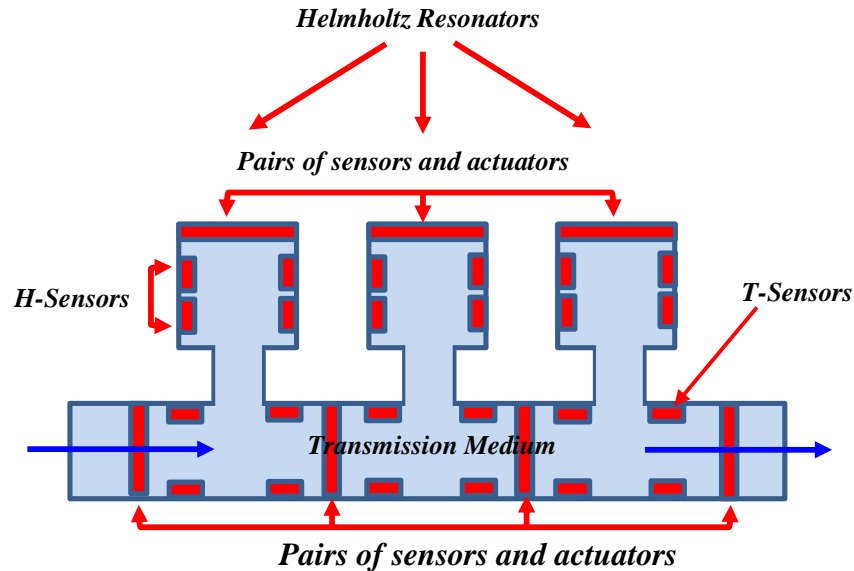 Helmholtz Resonators
Pairs of sensors and actuators
H-Sensors
T-Sensors
Transmission Medium
Pairs of sensors and actuators